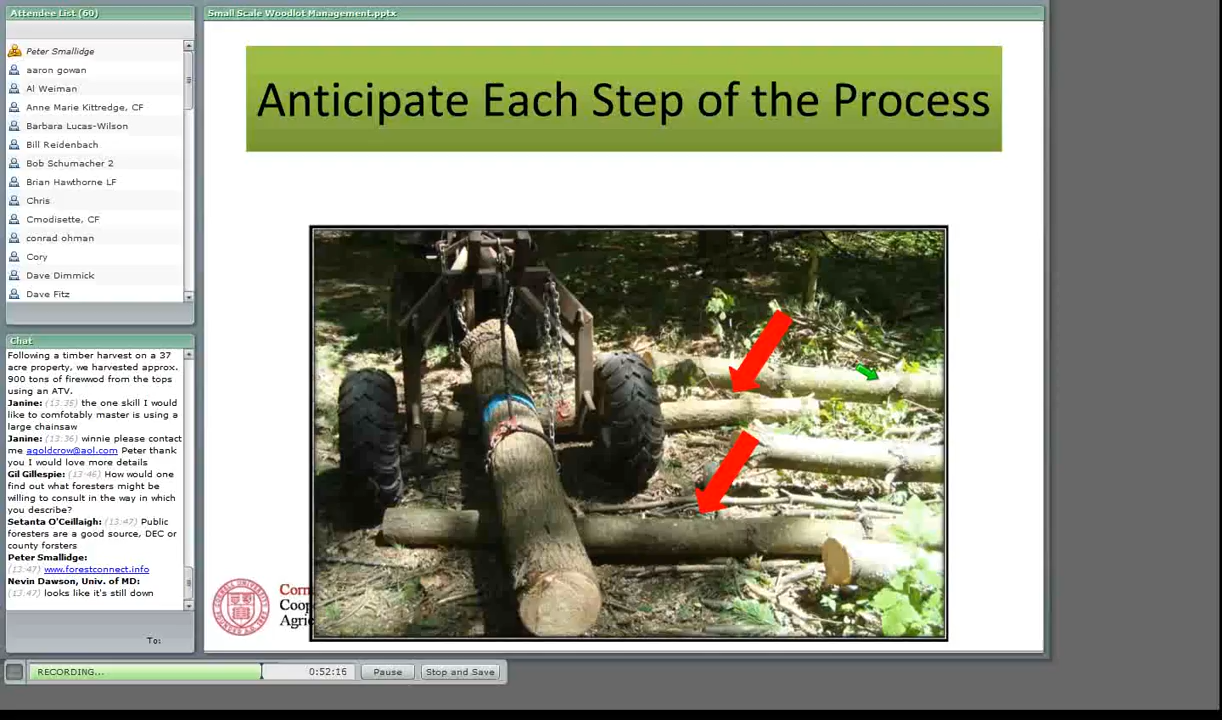 Attendee List (60)
Peter Smallidge
aaron gowan
Al Weiman
Anne Marie Kittredge, CF
Barbara Lucas-Wilson
Bill Reidenbach
Bob Schumacher 2
Brian Hawthorne LF
Chris
Cmodisette, CF
conrad ohman
Cory
Dave Dimmick
Dave Fitz
Chat
Following a timber harvest on a 37
acre property, we harvested approx.
900 tons of firewwod from the tops
using an ATV.
Janine: (13:35) the one skill I would
like to comfotably master is using a
large chainsaw
Janine: (13:36) winnie please contact
me agoldcrow@aol.com Peter thank
you I would love more details
Gil Gillespie: (13:46) How would one
find out what foresters might be
willing to consult in the way in which
you describe?
Setanta O'Ceillaigh: (13:47) Public
foresters are a good source, DEC or
county forsters
Peter Smallidge:
(13:47) www.forestconnect.info
Nevin Dawson, Univ. of MD:
(13:47) looks like it's still down
To:
Small Scale Woodlot Management.pptx
Anticipate Each Step of the Process
Corn
Coop
Agri
RECORDING...
0:52:16
Pause
Stop and Save